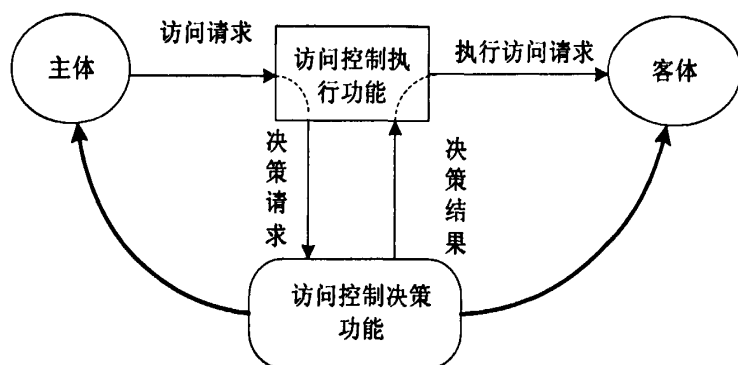 访问请求
主体
访问控制执
行功能
执行访问请求
客体
决策请求
决策结果
访问控制决策
功能